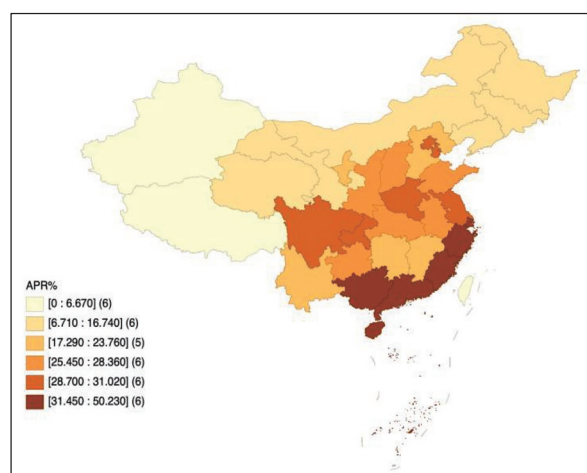 APR%
[0 : 6.670] (6)
[6.710 : 16.740] (6)
[17.290 : 23.760] (5)
[25.450 : 28.360] (6)
[28.700 : 31.020] (6)
[31.450 : 50.230] (6)